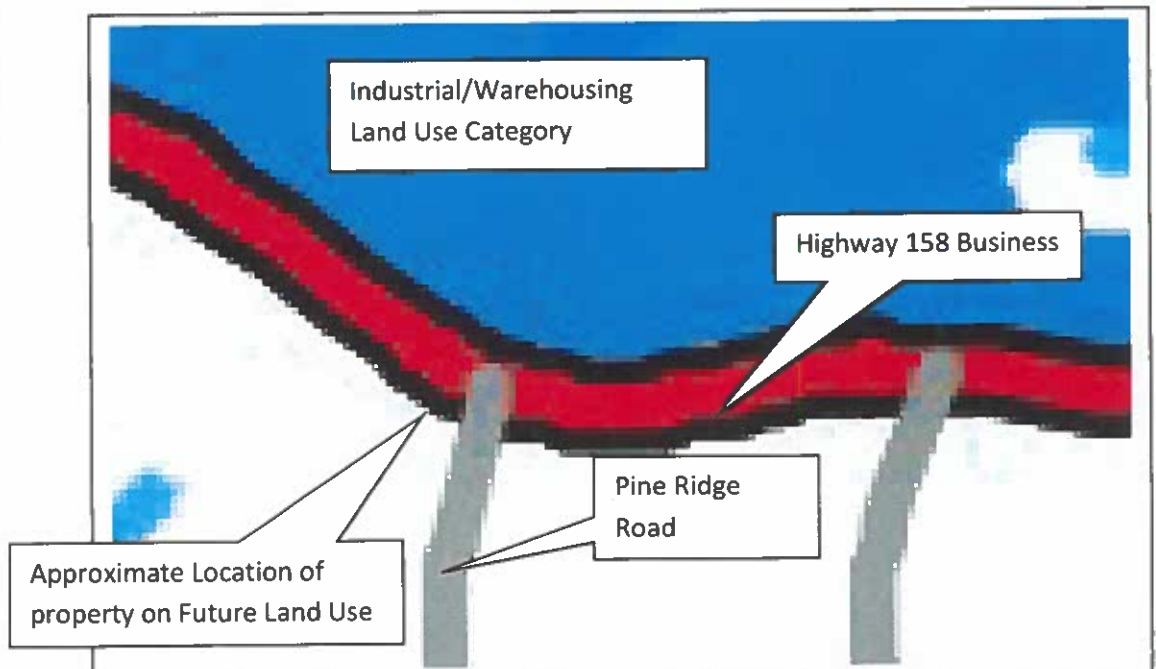 Industrial/Warehousing
Land Use Category
Highway 158 Business
Pine Ridge
Road
Approximate Location of
property on Future Land Use